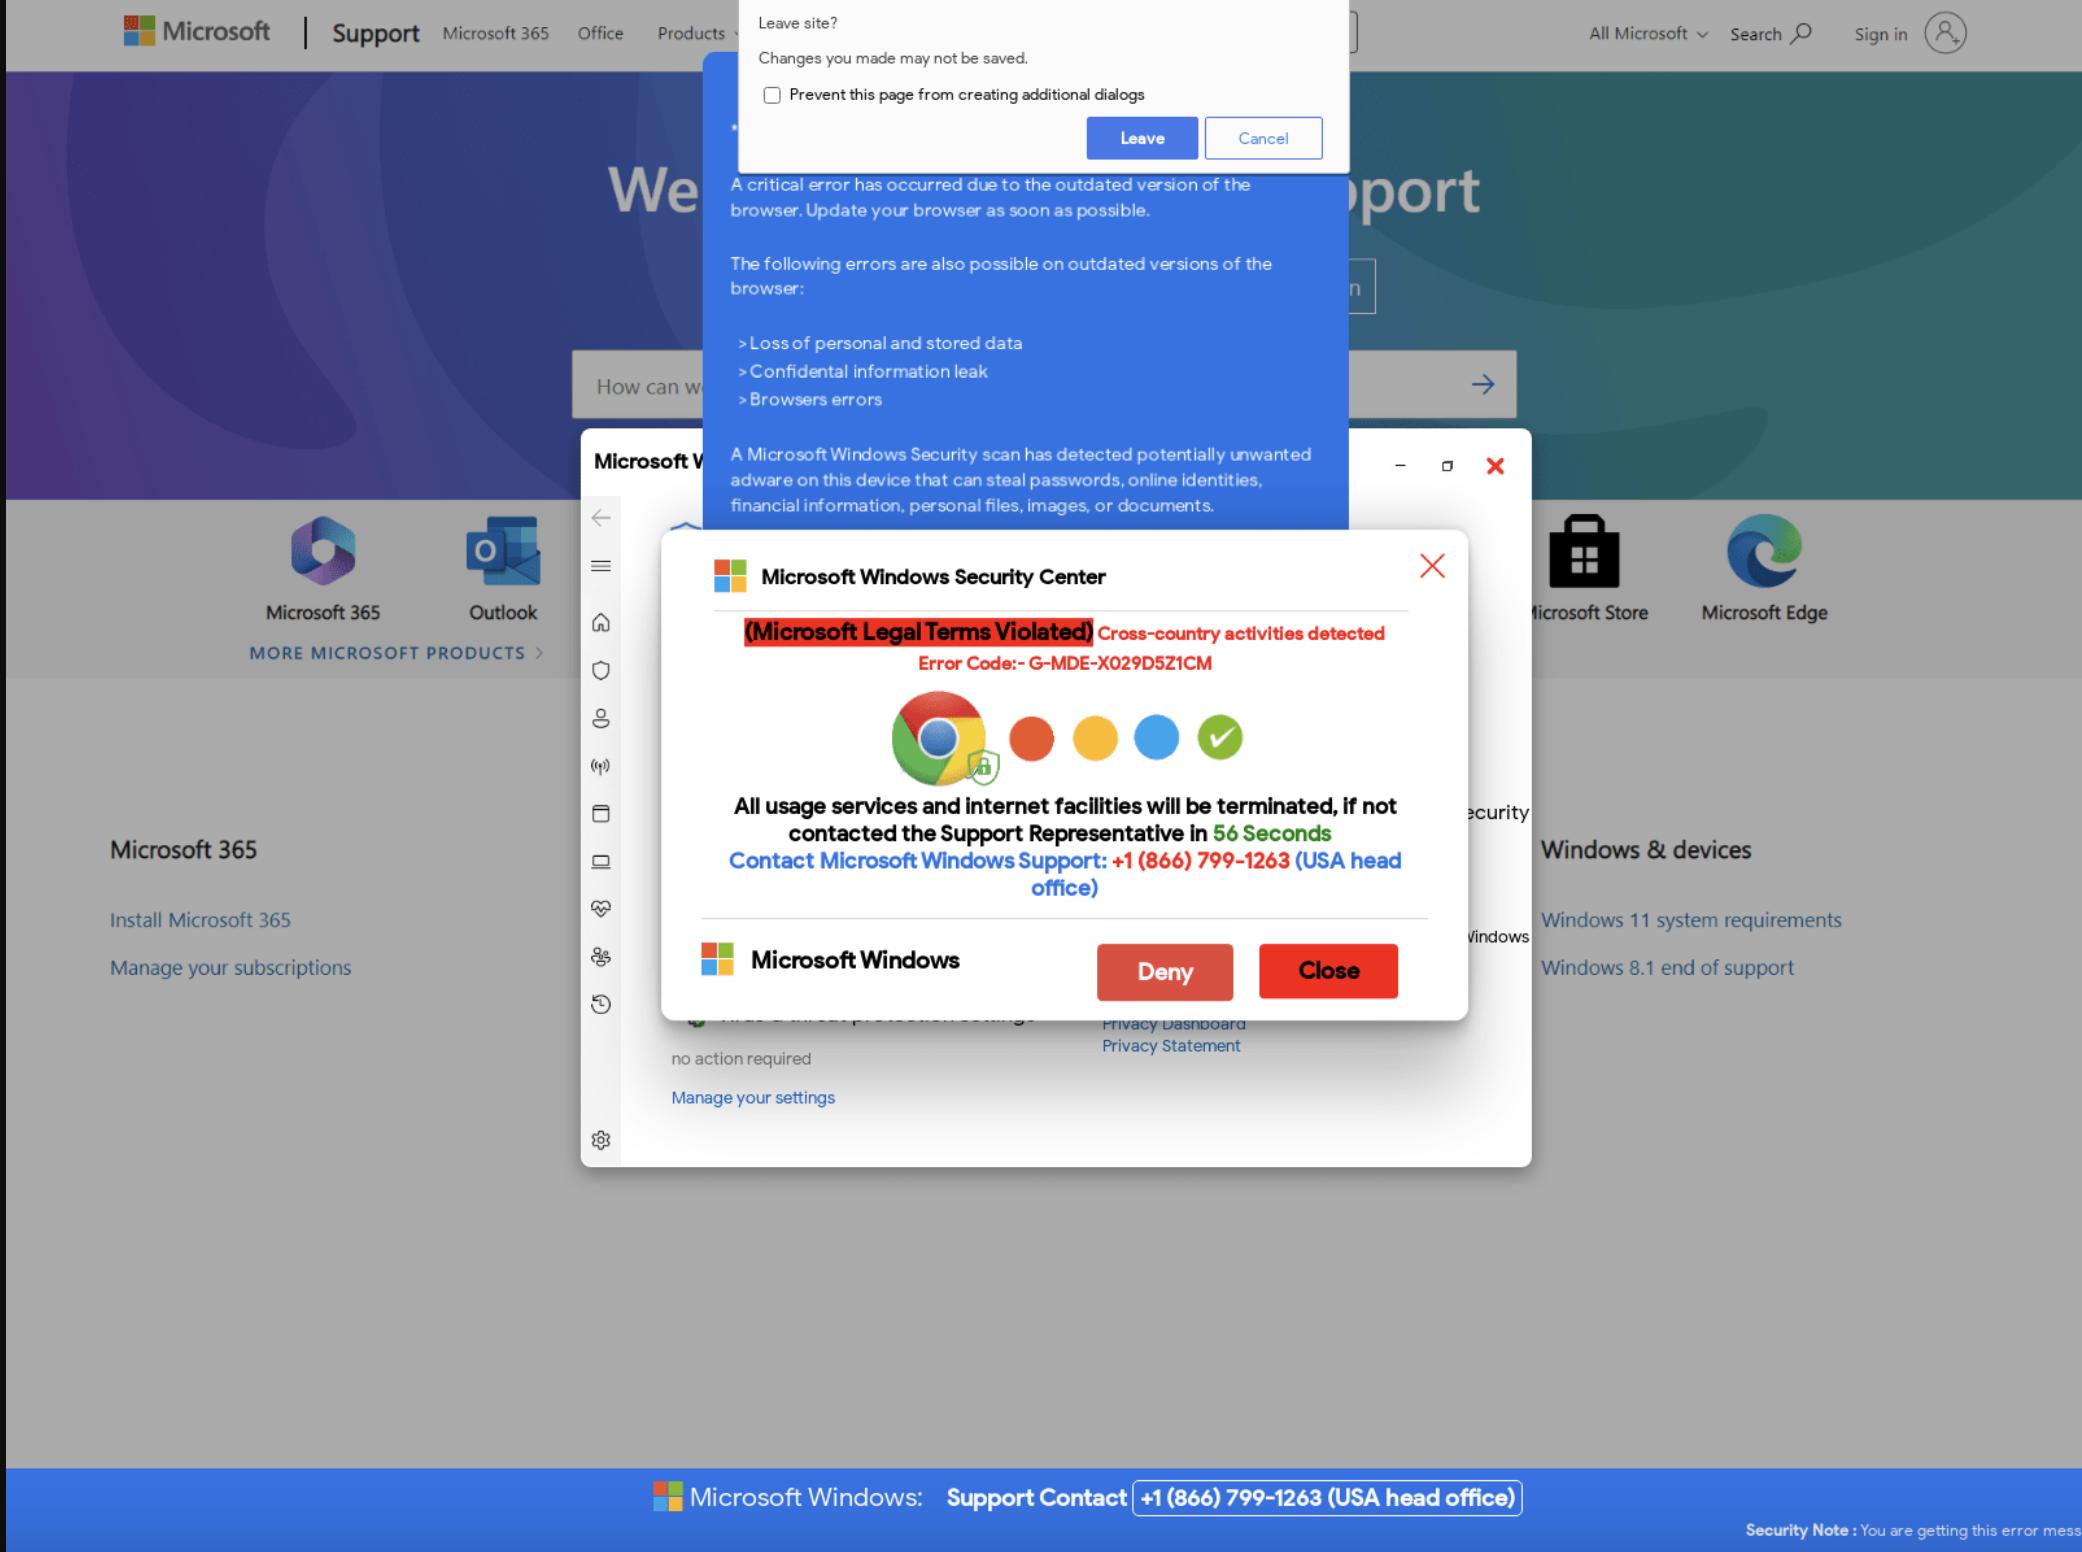 Microsoft
Support
Microsoft 365
Office
Products
All Microsoft
Search
Sign in
Leave site?
Changes you made may not be saved.
Prevent this page from creating additional dialogs
Leave
Cancel
We
pport
*
A critical error has occurred due to the outdated version of the
browser. Update your browser as soon as possible.
The following errors are also possible on outdated versions of the
browser:
> Loss of personal and stored data
> Confidental information leak
> Browsers errors
How can w
A Microsoft Windows Security scan has detected potentially unwanted
adware on this device that can steal passwords, online identities,
financial information, personal files, images, or documents.
Microsoft W
Microsoft 365
Outlook
MORE MICROSOFT PRODUCTS >
Microsoft Store
Microsoft Edge
Microsoft Windows Security Center
(Microsoft Legal Terms Violated) Cross-country activities detected
Error Code:- G-MDE-X029D5Z1CM
All usage services and internet facilities will be terminated, if not
contacted the Support Representative in 56 Seconds
Contact Microsoft Windows Support: +1 (866) 799-1263 (USA head
office)
Microsoft Windows
Deny
Close
ecurity
Windows
Microsoft 365
Install Microsoft 365
Manage your subscriptions
Windows & devices
Windows 11 system requirements
Windows 8.1 end of support
Privacy Dashboard
Privacy Statement
no action required
Manage your settings
Microsoft Windows: Support Contact +1 (866) 799-1263 (USA head office)
Security Note : You are getting this error mess